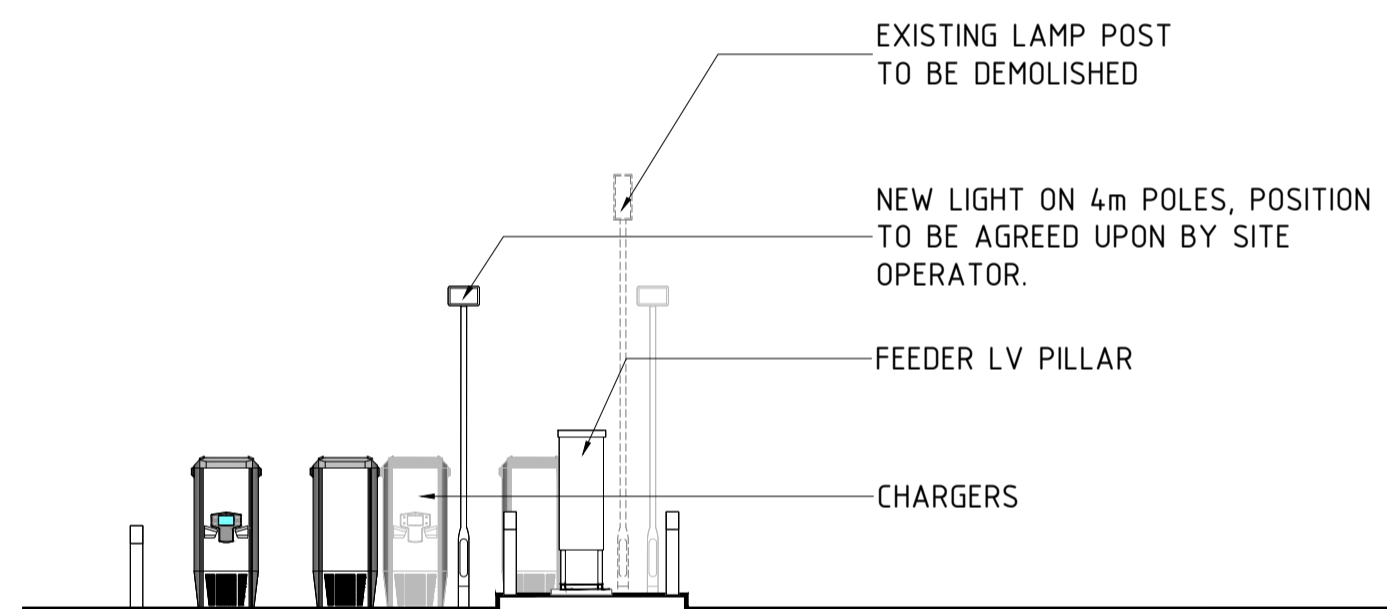 EXISTING LAMP POST
TO BE DEMOLISHED
NEW LIGHT ON 4m POLES, POSITION
TO BE AGREED UPON BY SITE
OPERATOR.
FEEDER LV PILLAR
CHARGERS